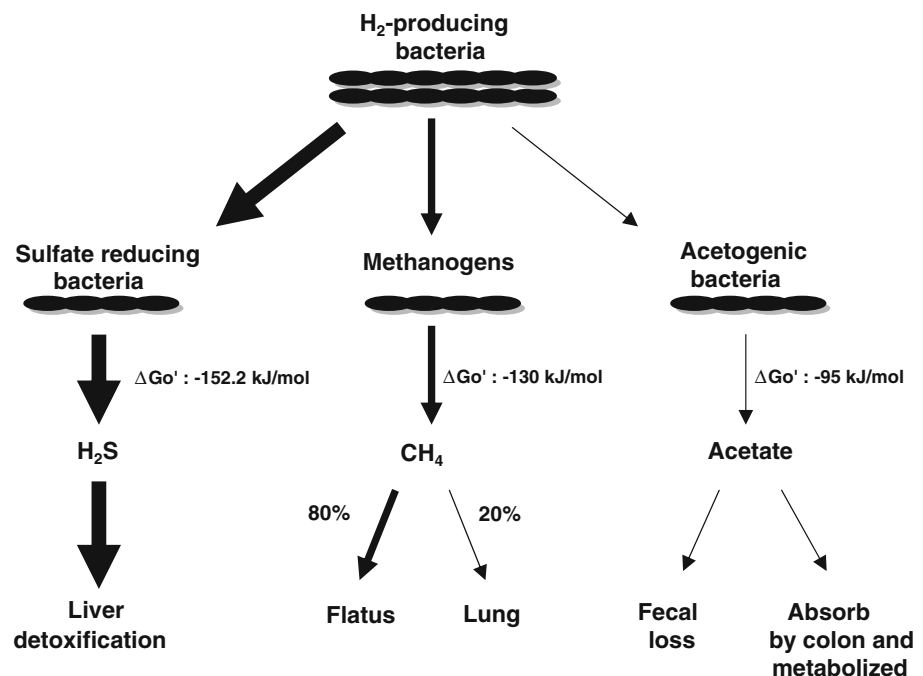 H₂-producing
bacteria
Sulfate reducing
bacteria
Methanogens
Acetogenic
bacteria
ΔGo' : -152.2 kJ/mol
ΔGo' : -130 kJ/mol
ΔGo' : -95 kJ/mol
H₂S
CH₄
Acetate
80%
20%
Liver
detoxification
Flatus
Lung
Fecal
loss
Absorb
by colon and
metabolized